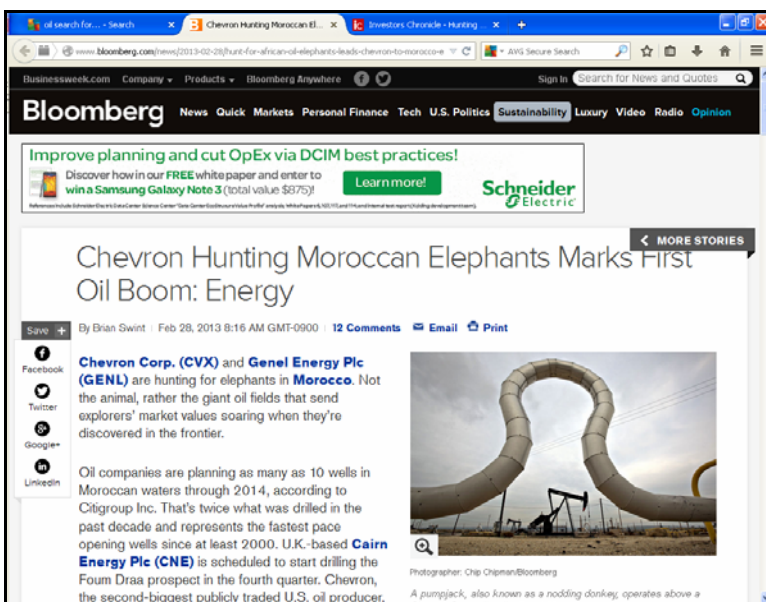 oil search for... - Search
Chevron Hunting Moroccan El...
Investors Chronicle - Hunting ...
www.bloomberg.com/news/2013-02-28/hunt-for-african-oil-elephants-leads-chevron-to-morocco-e
AVG Secure Search
Businessweek.com Company Products Bloomberg Anywhere
Sign In Search for News and Quotes
Bloomberg
News Quick Markets Personal Finance Tech U.S. Politics Sustainability Luxury Video Radio Opinion
Improve planning and cut OpEx via DCIM best practices!
Discover how in our FREE white paper and enter to
win a Samsung Galaxy Note 3 (total value $875)!
Learn more!
Schneider
Electric
MORE STORIES
Chevron Hunting Moroccan Elephants Marks First
Oil Boom: Energy
By Brian Swint Feb 28, 2013 8:16 AM GMT-0900 12 Comments Email Print
Save +
Facebook
Twitter
Google+
LinkedIn
Chevron Corp. (CVX) and Genel Energy Plc
(GENL) are hunting for elephants in Morocco. Not
the animal, rather the giant oil fields that send
explorers' market values soaring when they're
discovered in the frontier.
Oil companies are planning as many as 10 wells in
Moroccan waters through 2014, according to
Citigroup Inc. That's twice what was drilled in the
past decade and represents the fastest pace
opening wells since at least 2000. U.K.-based Cairn
Energy Plc (CNE) is scheduled to start drilling the
Foum Draa prospect in the fourth quarter. Chevron,
the second-biggest publicly traded U.S. oil producer,
Photographer: Chip Chipman/Bloomberg
A pumpjack, also known as a nodding donkey, operates above a